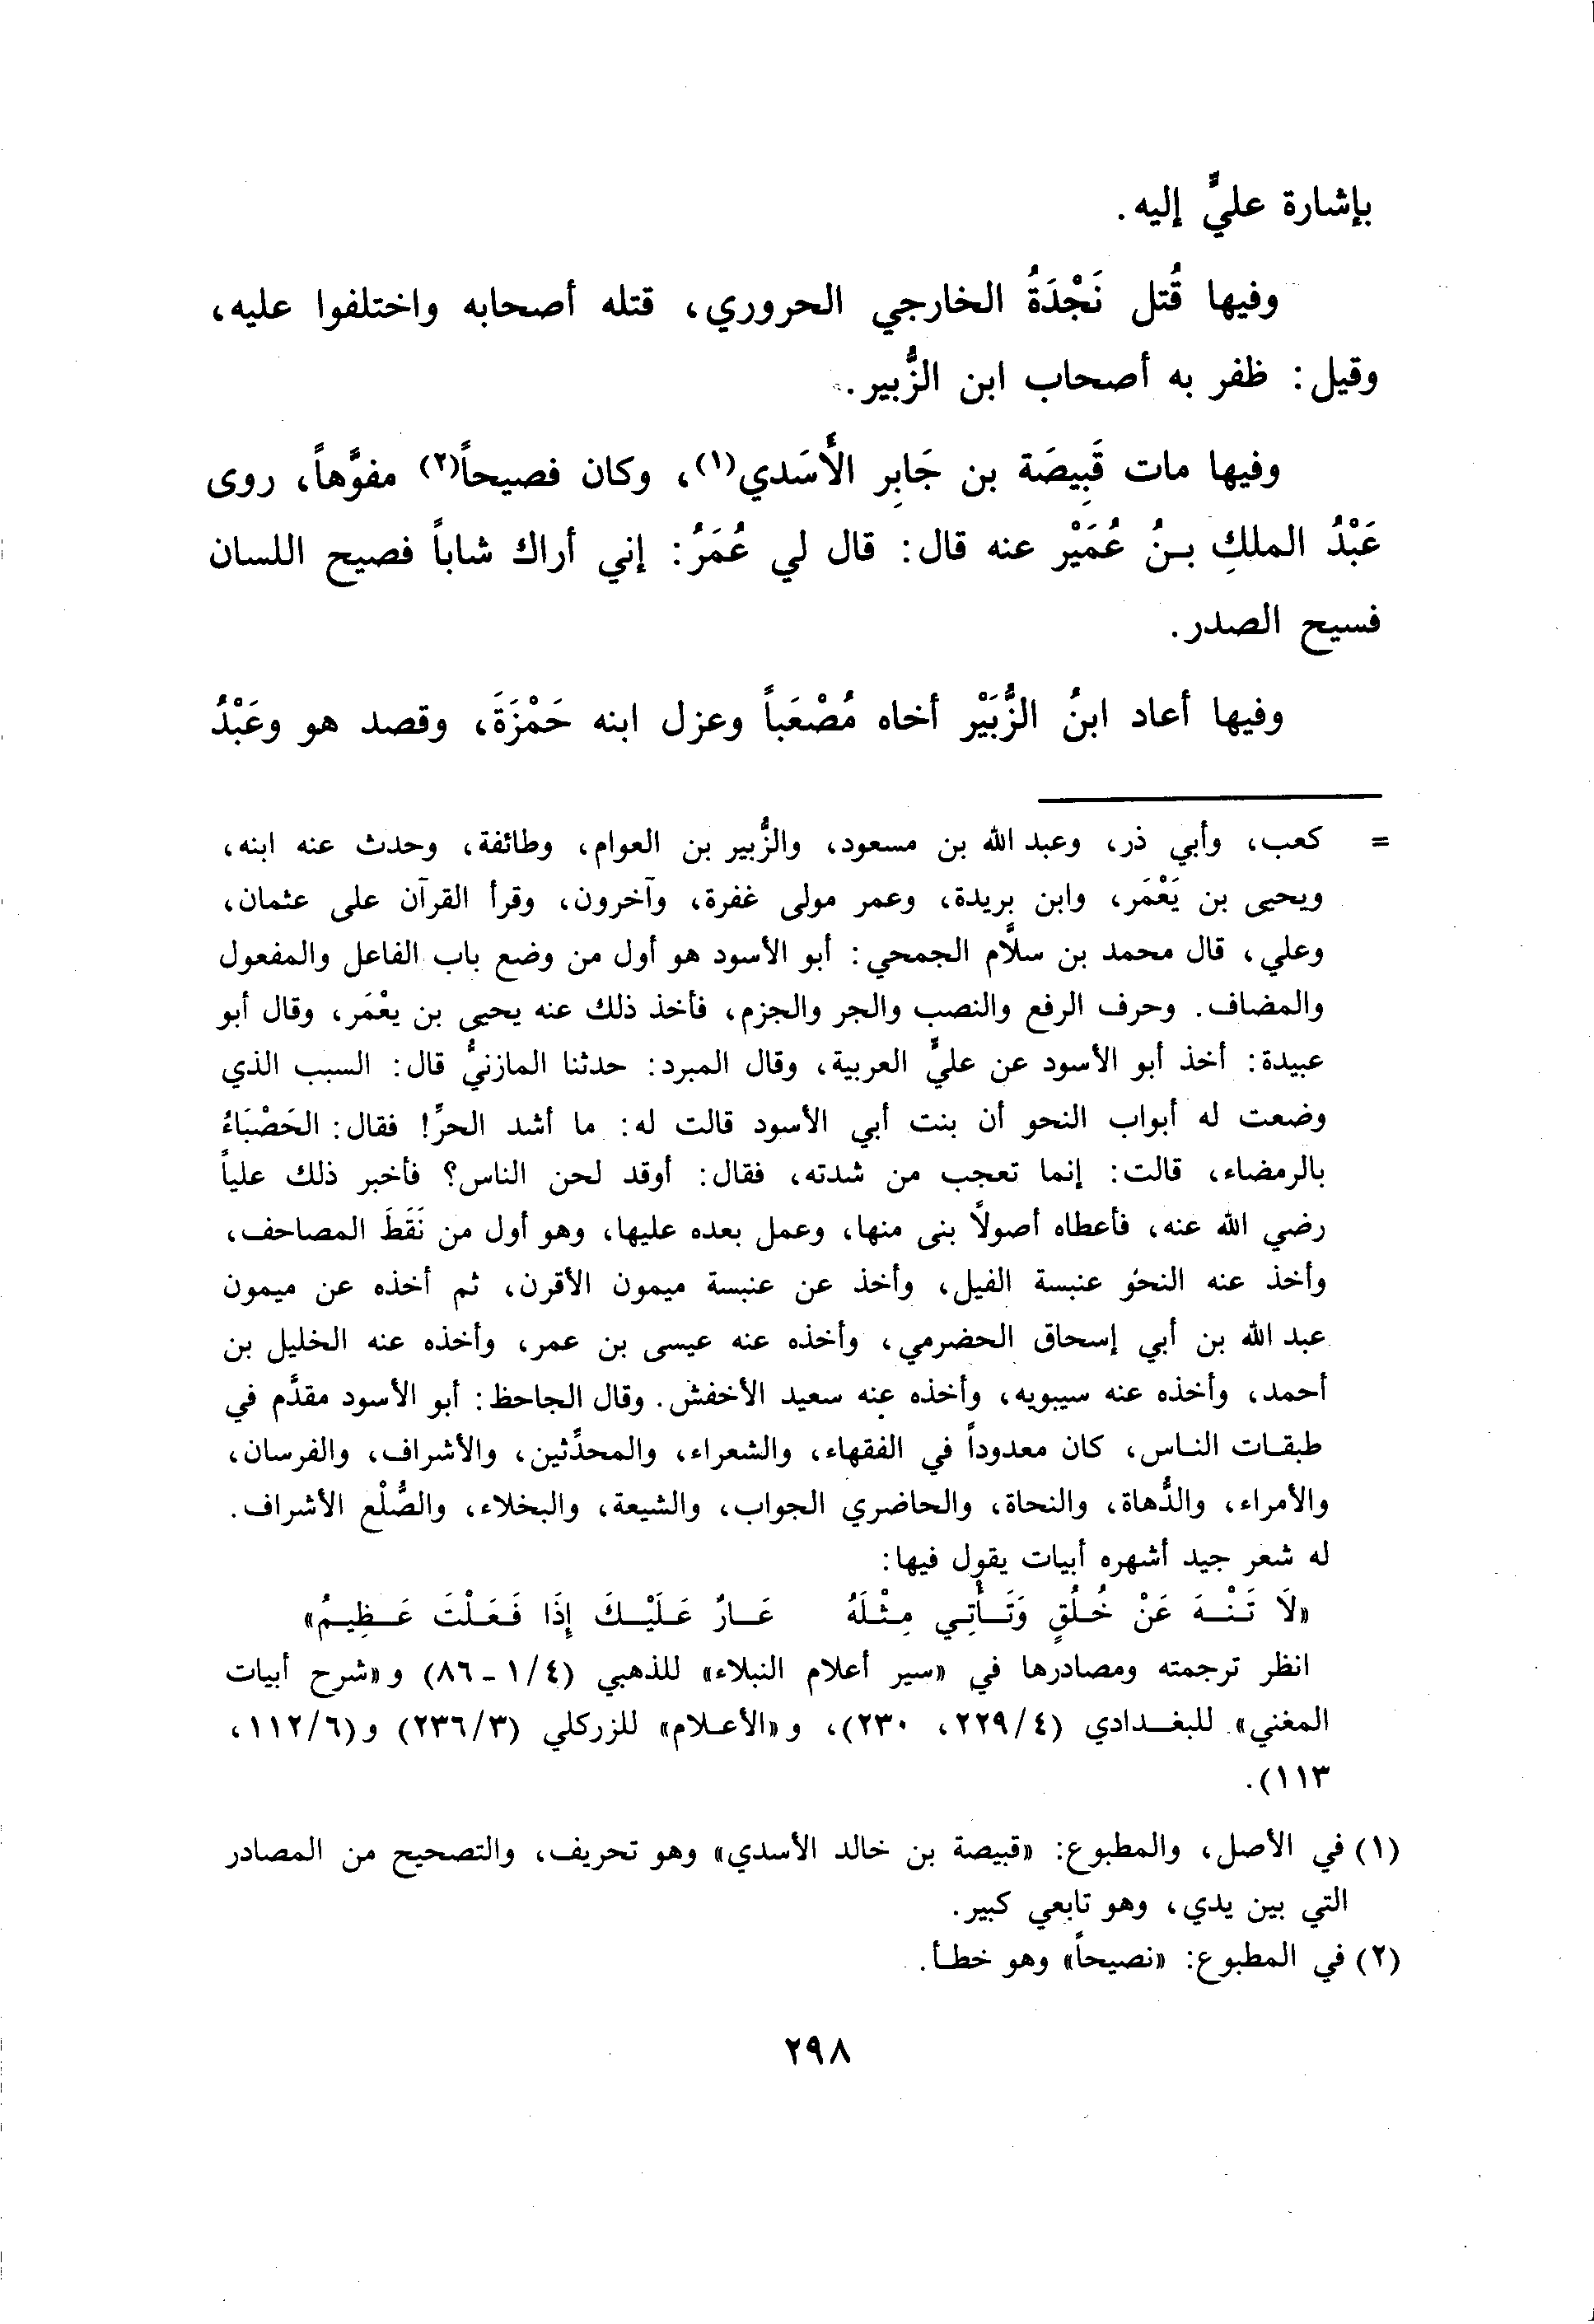 بإشارة عليٍّ إليه.
وفيها قُتل نَجْدَةُ الخارجي الحروري، قتله أصحابه واختلفوا عليه،
وقيل: ظفر به أصحاب ابن الزُّبير.
وفيها مات قَبِيصَة بن جَابِر الأَسَدي(١)، وكان فصيحاً(٢) مفوَّهاً، روى
عَبْدُ الملكِ بـنُ عُمَيْر عنه قال: قال لي عُمَرُ: إني أراك شاباً فصيح اللسان
فسيح الصدر.
وفيها أعاد ابنُ الزُّبَيْر أخاه مُصْعَباً وعزل ابنه حَمْزَةَ، وقصد هو وعَبْدُ
= كعب، وأبي ذر، وعبد الله بن مسعود، والزُّبير بن العوام، وطائفة، وحدث عنه ابنه،
ويحيى بن يَعْمَر، وابن بريدة، وعمر مولى غفرة، وآخرون، وقرأ القرآن على عثمان،
وعلي، قال محمد بن سلَّام الجمحي: أبو الأسود هو أول من وضع باب الفاعل والمفعول
والمضاف. وحرف الرفع والنصب والجر والجزم، فأخذ ذلك عنه يحيى بن يعْمَر، وقال أبو
عبيدة: أخذ أبو الأسود عن عليٍّ العربية، وقال المبرد: حدثنا المازنيُّ قال: السبب الذي
وضعت له أبواب النحو أن بنت أبي الأسود قالت له: ما أشد الحرِّ! فقال: الحَصْبَاءُ
بالرمضاء، قالت: إنما تعجب من شدته، فقال: أوقد لحن الناس؟ فأخبر ذلك علياً
رضي الله عنه، فأعطاه أصولاً بنى منها، وعمل بعده عليها، وهو أول من نَقَطَ المصاحف،
وأخذ عنه النحو عنبسة الفيل، وأخذ عن عنبسة ميمون الأقرن، ثم أخذه عن ميمون
عبد الله بن أبي إسحاق الحضرمي، وأخذه عنه عيسى بن عمر، وأخذه عنه الخليل بن
أحمد، وأخذه عنه سيبويه، وأخذه عنه سعيد الأخفش. وقال الجاحظ: أبو الأسود مقدَّم في
طبقـات النـاس، كان معدوداً في الفقهاء، والشعراء، والمحدِّثين، والأشراف، والفرسان،
والأمراء، والدُّهاة، والنحاة، والحاضري الجواب، والشيعة، والبخلاء، والصُّلْع الأشراف.
له شعر جيد أشهره أبيات يقول فيها:
«لَا تَـنْـهَ عَنْ خُـلُقٍ وَتَـأْتِـي مِـثْـلَهُ عَـارٌ عَـلَيْـكَ إِذَا فَـعَـلْتَ عَـظِيـمُ»
انظر ترجمته ومصادرها في «سير أعلام النبلاء» للذهبي (٤/١ - ٨٦) و «شرح أبيات
المغني» للبغـدادي (٤/٢٢٩، ٢٣٠)، و «الأعـلام» للزركلي (٣/٢٣٦) و(٦/١١٢،
١١٣).
(١) في الأصل، والمطبوع: «قبيصة بن خالد الأسدي» وهو تحريف، والتصحيح من المصادر
التي بين يدي، وهو تابعي كبير.
(٢) في المطبوع: «نصيحاً» وهو خطأ.
٢٩٨